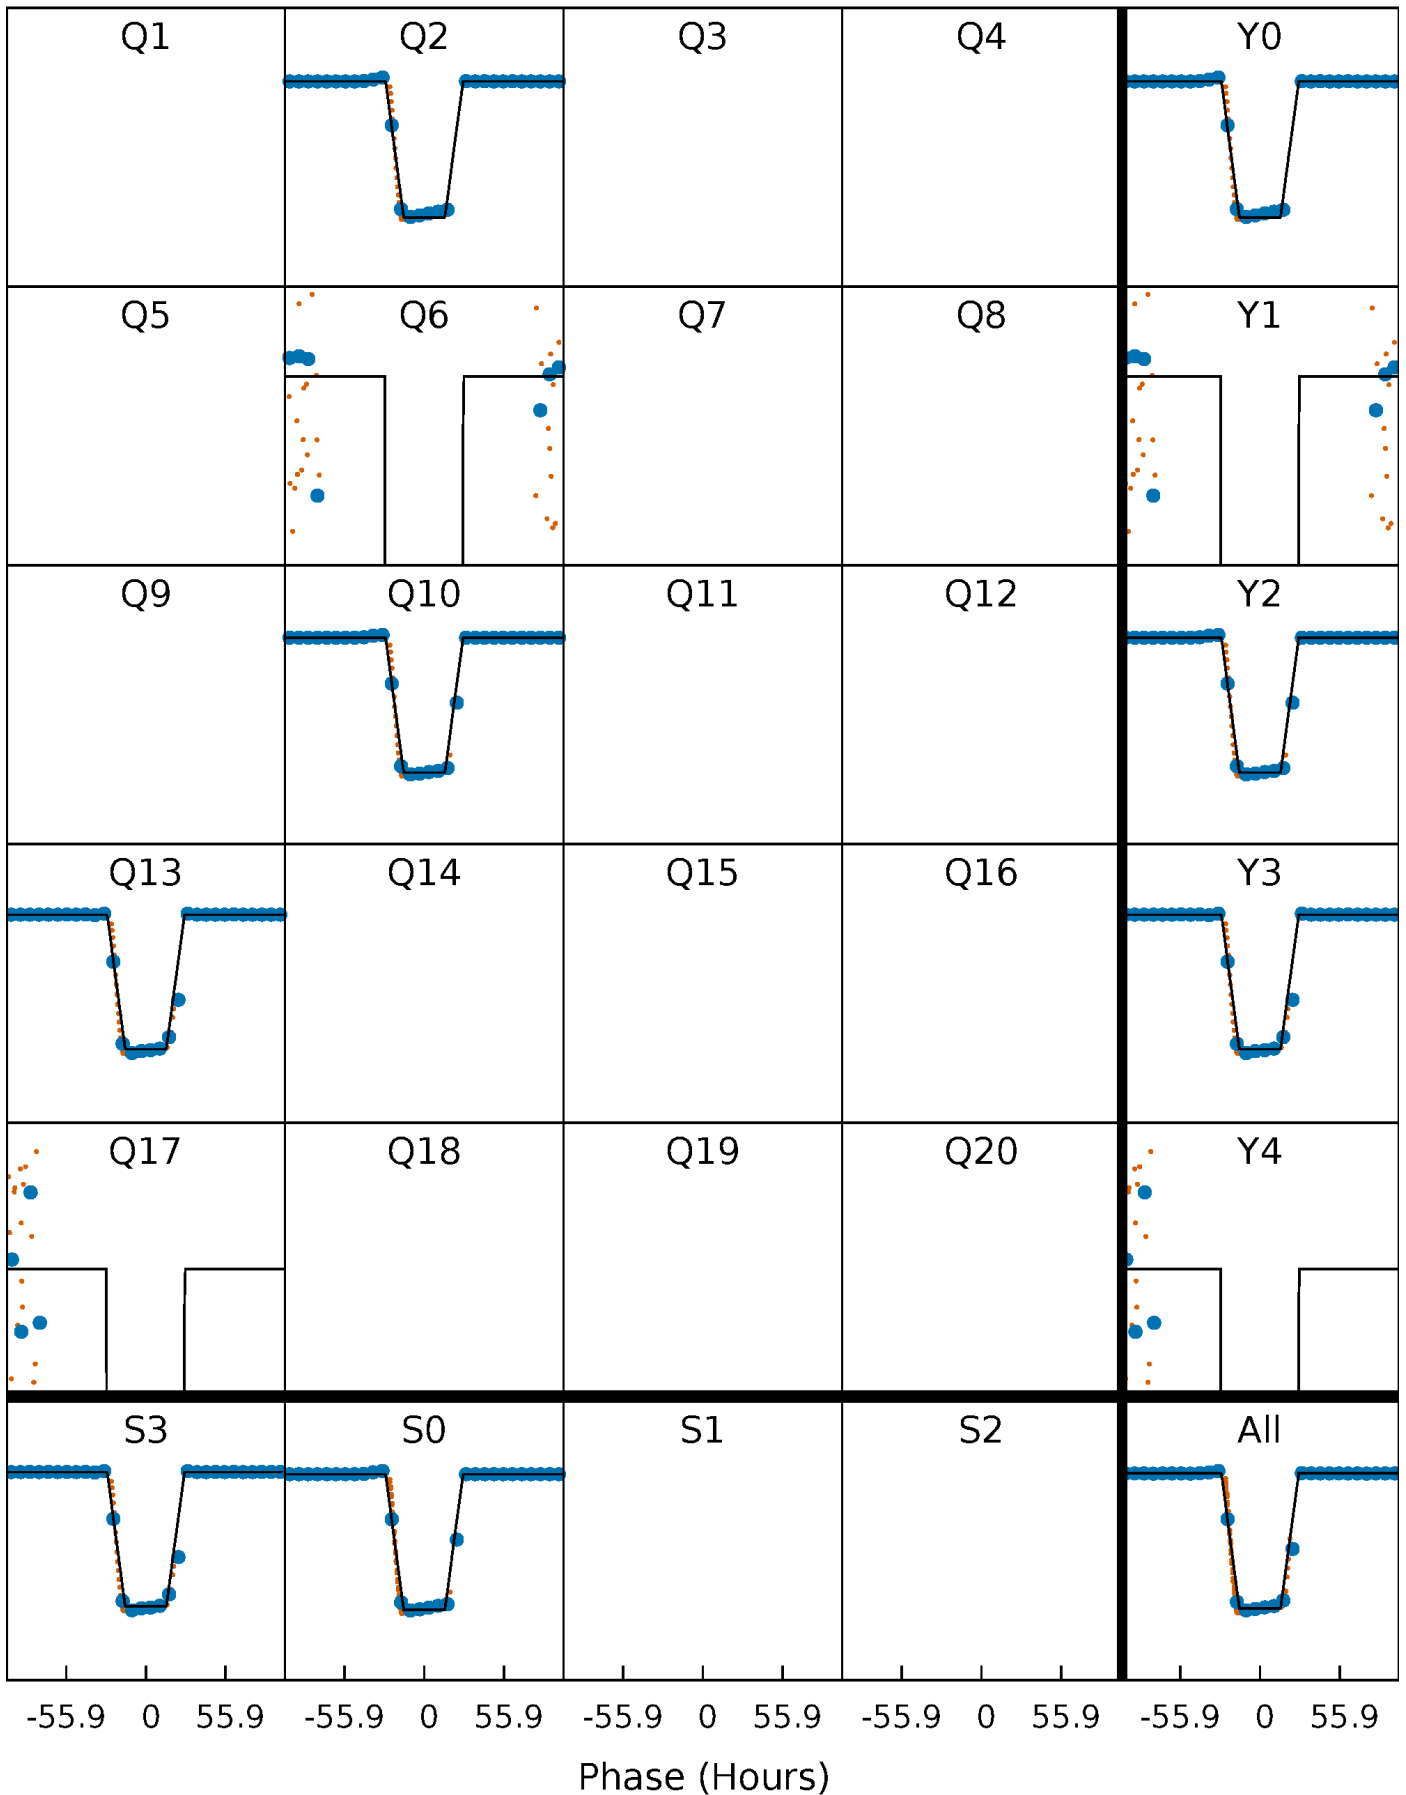 Q1 Q2 Q3 Q4 Y0
Q5 Q6 Q7 Q8 Y1
Q9 Q10 Q11 Q12 Y2
Q13 Q14 Q15 Q16 Y3
Q17 Q18 Q19 Q20 Y4
S3 S0 S1 S2 All
-55.9 0 55.9 -55.9 0 55.9 -55.9 0 55.9 -55.9 0 55.9 -55.9 0 55.9
Phase (Hours)